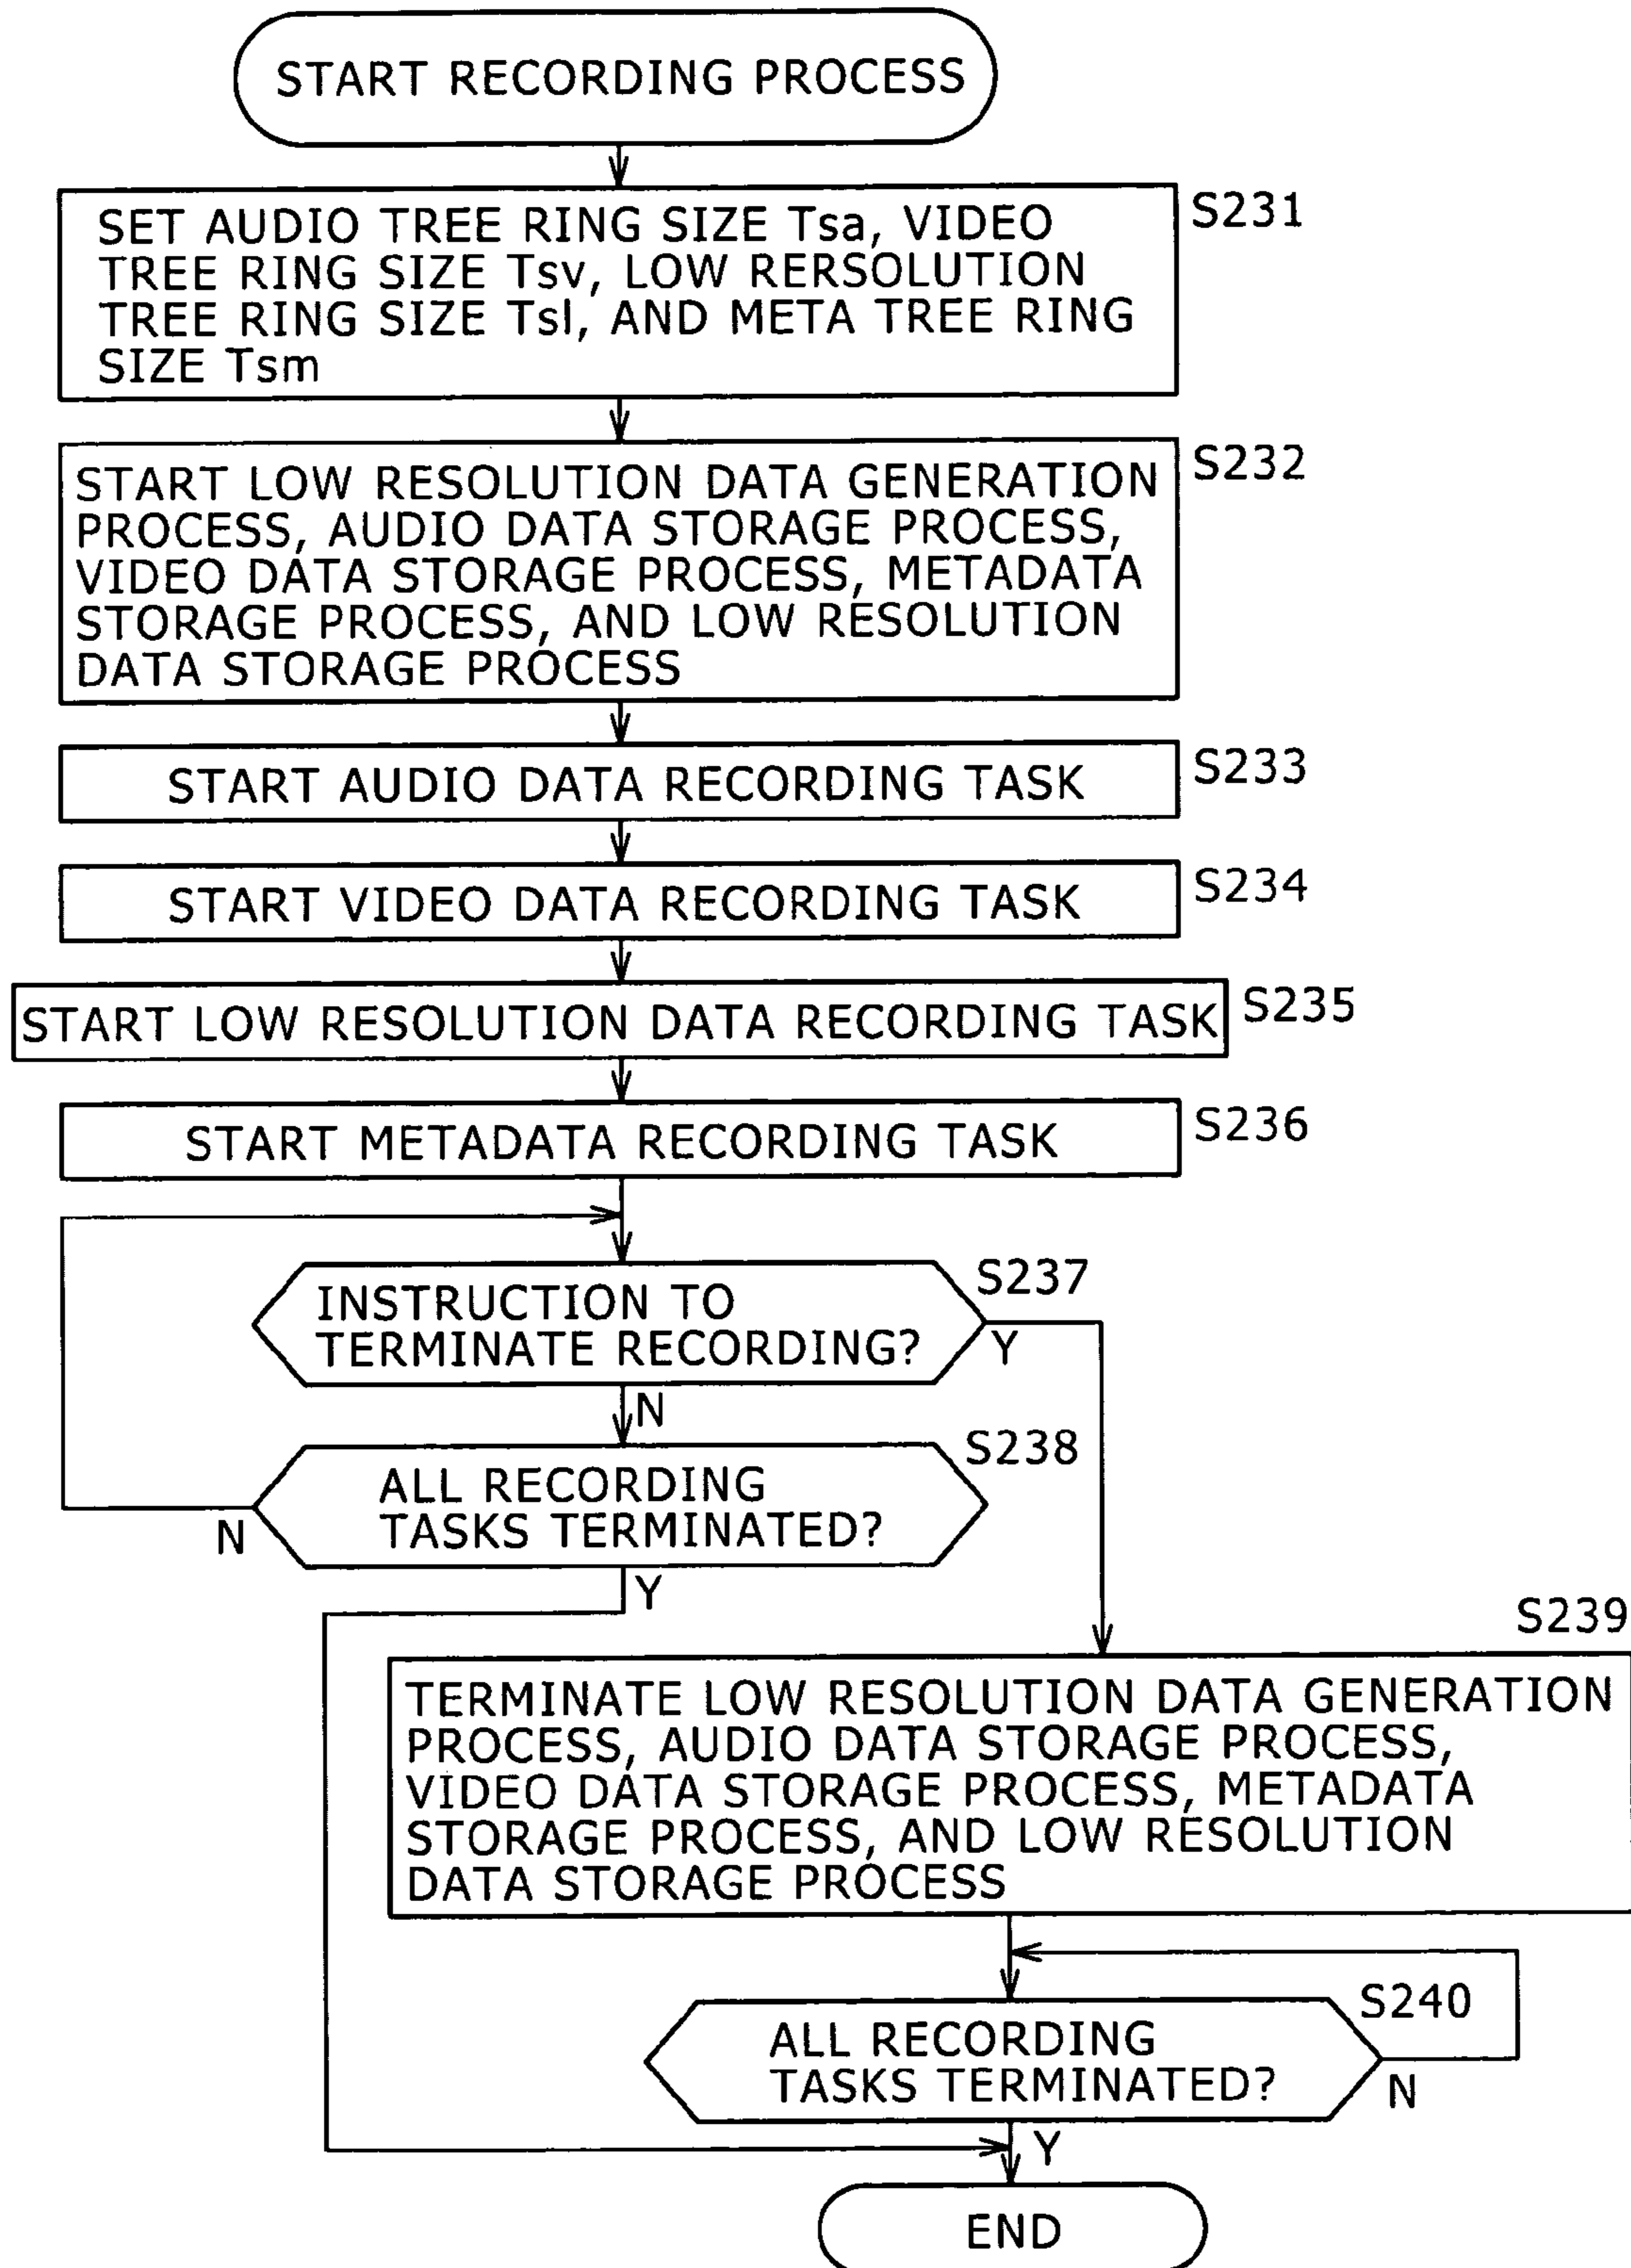 START RECORDING PROCESS
S231
SET AUDIO TREE RING SIZE Tsa, VIDEO
TREE RING SIZE Tsv, LOW RERSOLUTION
TREE RING SIZE Tsl, AND META TREE RING
SIZE Tsm
S232
START LOW RESOLUTION DATA GENERATION
PROCESS, AUDIO DATA STORAGE PROCESS,
VIDEO DATA STORAGE PROCESS, METADATA
STORAGE PROCESS, AND LOW RESOLUTION
DATA STORAGE PROCESS
S233
START AUDIO DATA RECORDING TASK
S234
START VIDEO DATA RECORDING TASK
S235
START LOW RESOLUTION DATA RECORDING TASK
S236
START METADATA RECORDING TASK
S237
INSTRUCTION TO
TERMINATE RECORDING?
Y
N
S238
ALL RECORDING
TASKS TERMINATED?
N
Y
S239
TERMINATE LOW RESOLUTION DATA GENERATION
PROCESS, AUDIO DATA STORAGE PROCESS,
VIDEO DATA STORAGE PROCESS, METADATA
STORAGE PROCESS, AND LOW RESOLUTION
DATA STORAGE PROCESS
S240
ALL RECORDING
TASKS TERMINATED?
N
Y
END